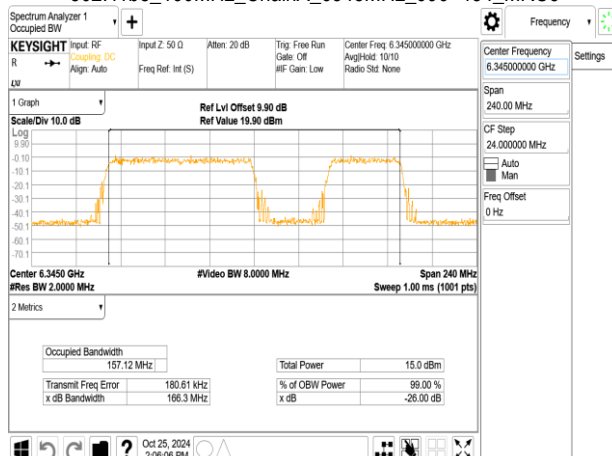 Spectrum Analyzer 1
Occupied BW
Frequency
KEYSIGHT
Input: RF
Coupling: DC
Align: Auto
Input Z: 50 Ω
Freq Ref: Int (S)
Atten: 20 dB
Trig: Free Run
Gate: Off
#IF Gain: Low
Center Freq: 6.345000000 GHz
Avg|Hold: 10/10
Radio Std: None
R
LXI
Center Frequency
6.345000000 GHz
Settings
Span
240.00 MHz
CF Step
24.000000 MHz
Auto
Man
Freq Offset
0 Hz
1 Graph
Scale/Div 10.0 dB
Ref Lvl Offset 9.90 dB
Ref Value 19.90 dBm
Log
9.90
-0.10
-10.1
-20.1
-30.1
-40.1
-50.1
-60.1
-70.1
Center 6.3450 GHz
#Res BW 2.0000 MHz
#Video BW 8.0000 MHz
Span 240 MHz
Sweep 1.00 ms (1001 pts)
2 Metrics
Occupied Bandwidth
157.12 MHz
Total Power
15.0 dBm
Transmit Freq Error
180.61 kHz
% of OBW Power
99.00 %
x dB Bandwidth
166.3 MHz
x dB
-26.00 dB
?
Oct 25, 2024
2:06:06 PM